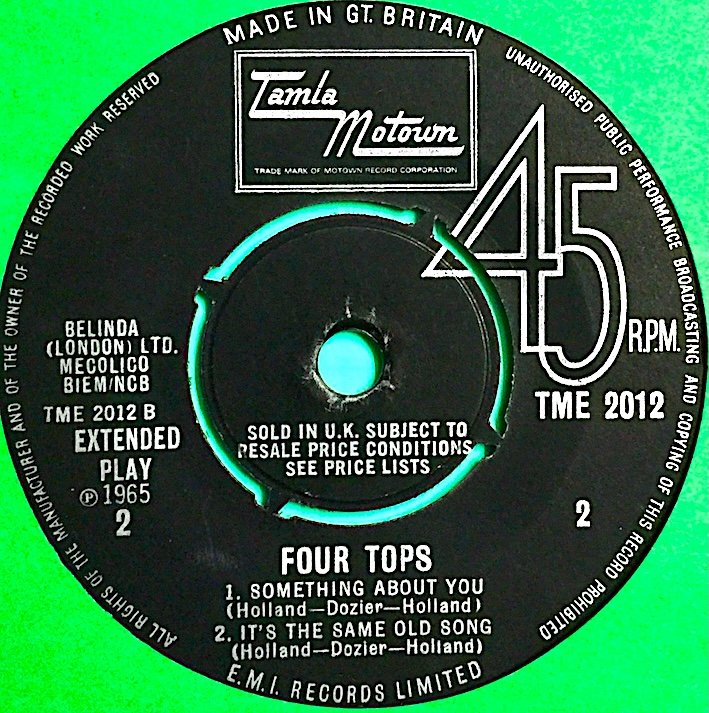 MADE IN GT. BRITAIN
UNAUTHORISED PUBLIC PERFORMANCE BROADCASTING AND COPYING OF THIS RECORD PROHIBITED
ALL RIGHTS OF THE MANUFACTURER AND OF THE OWNER OF THE RECORDED WORK RESERVED
Tamla
Motown
TRADE MARK OF MOTOWN RECORD CORPORATION
45
R.P.M.
TME 2012
BELINDA
(LONDON) LTD.
MECOLICO
BIEM/NCB
TME 2012 B
EXTENDED
PLAY
Ⓟ 1965
2
SOLD IN U.K. SUBJECT TO
RESALE PRICE CONDITIONS
SEE PRICE LISTS
2
FOUR TOPS
1. SOMETHING ABOUT YOU
(Holland—Dozier—Holland)
2. IT'S THE SAME OLD SONG
(Holland—Dozier—Holland)
E.M.I. RECORDS LIMITED